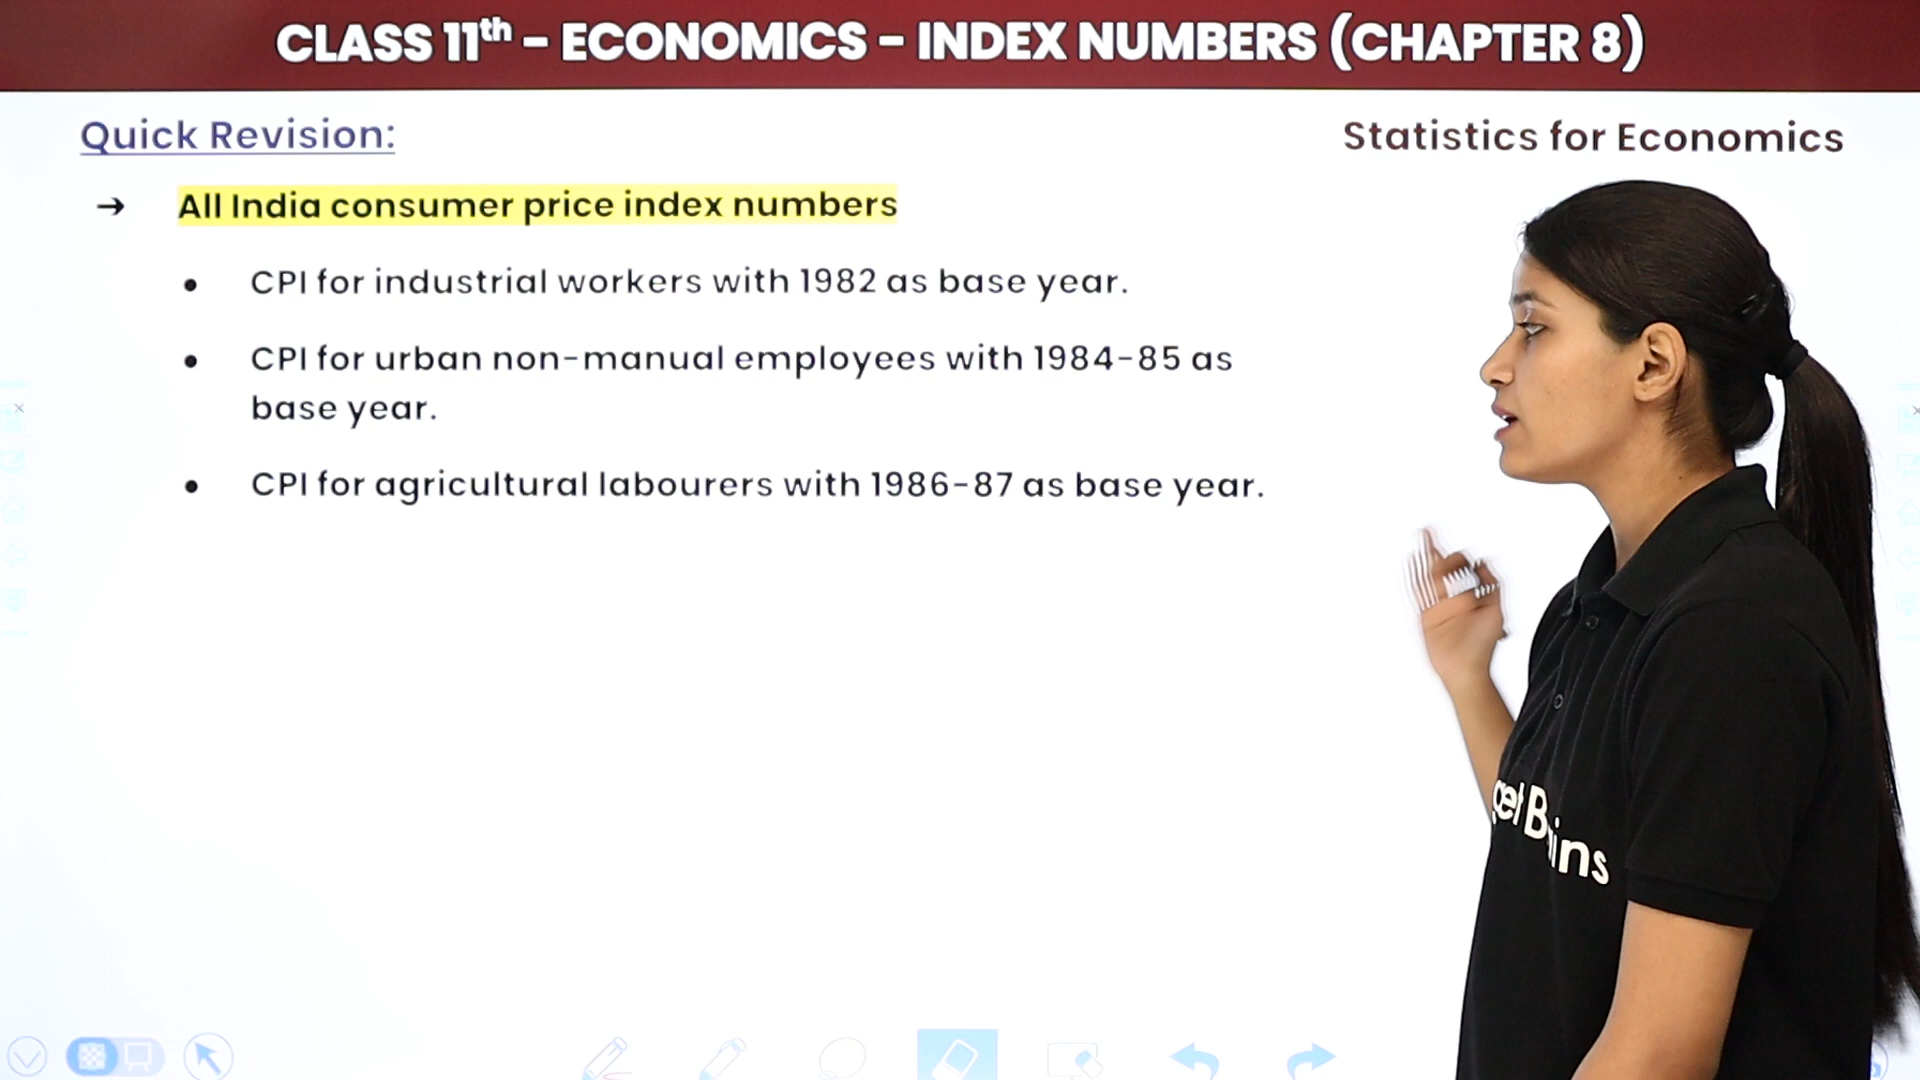 CLASS 11th - ECONOMICS - INDEX NUMBERS (CHAPTER 8)
Quick Revision:
Statistics for Economics
→ All India consumer price index numbers
• CPI for industrial workers with 1982 as base year.
• CPI for urban non-manual employees with 1984-85 as
base year.
• CPI for agricultural labourers with 1986-87 as base year.